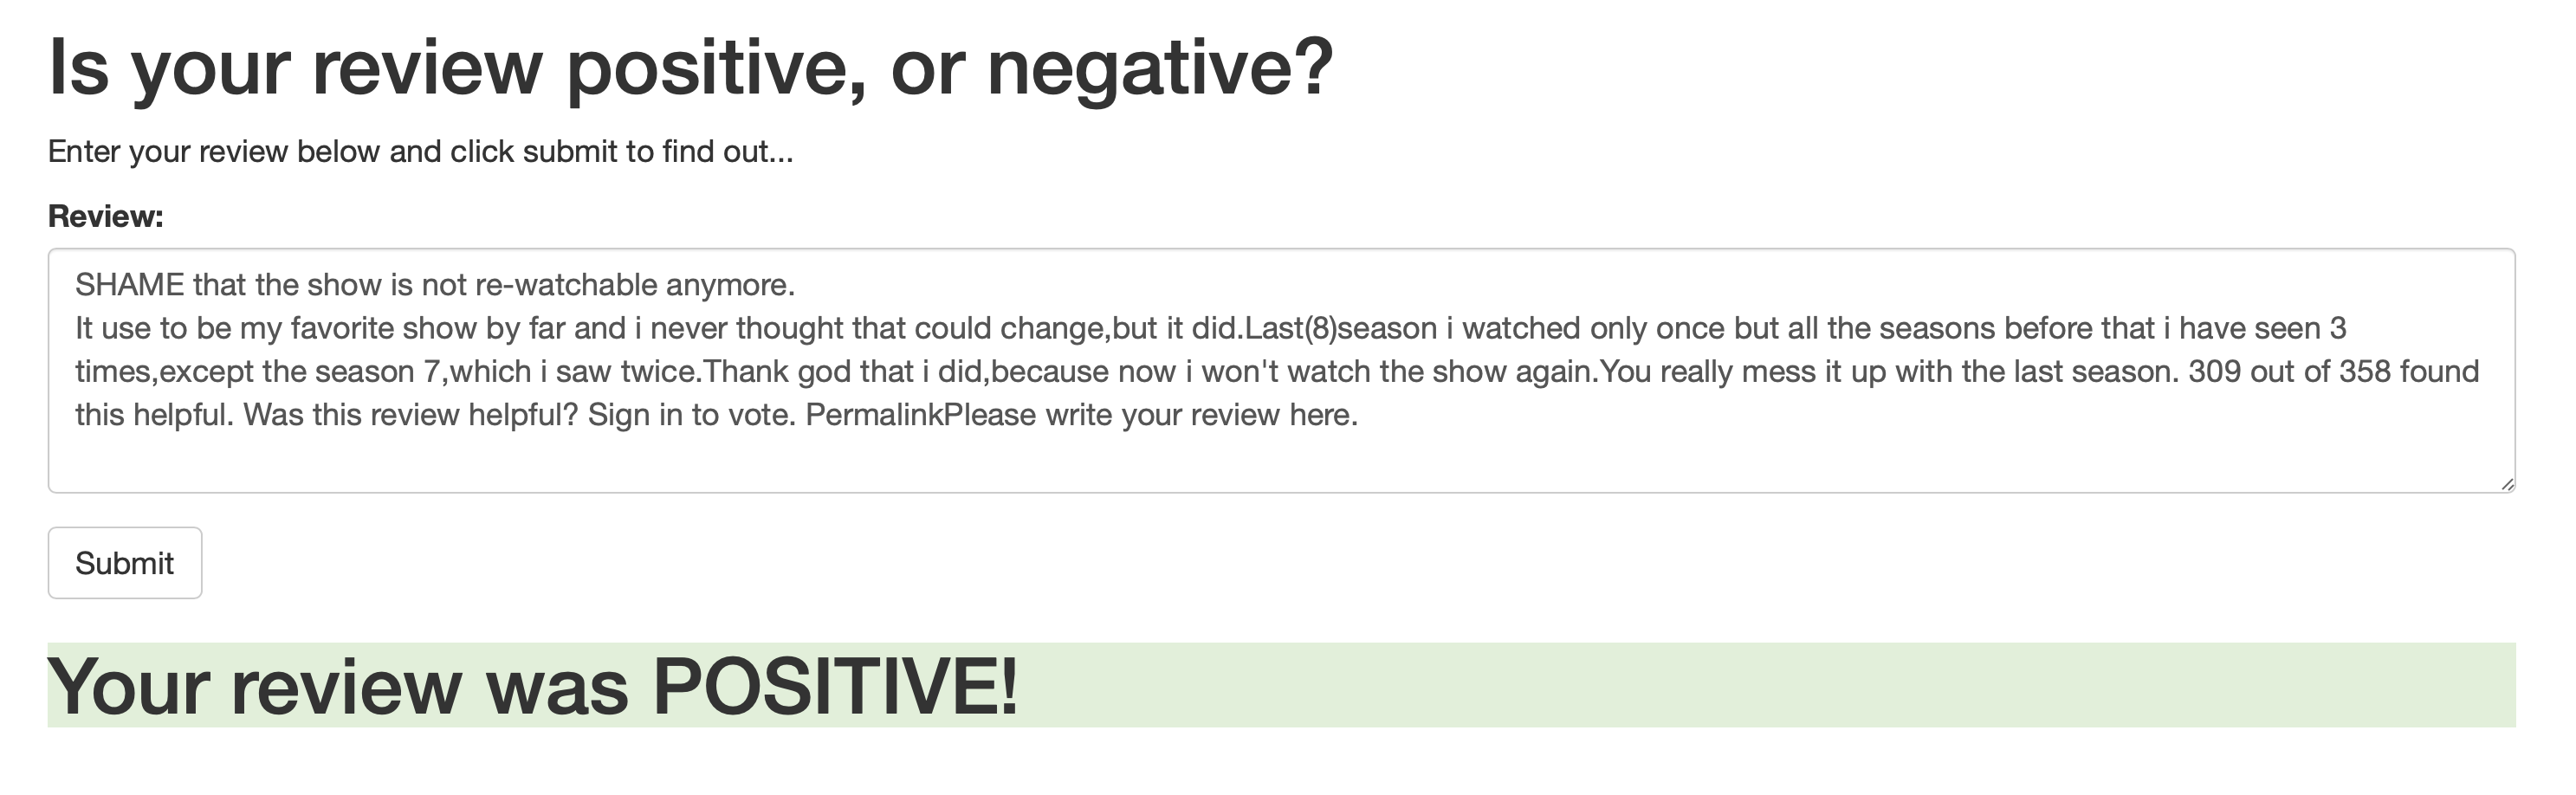 Is your review positive, or negative?
Enter your review below and click submit to find out...
Review:
SHAME that the show is not re-watchable anymore.
It use to be my favorite show by far and i never thought that could change,but it did.Last(8)season i watched only once but all the seasons before that i have seen 3
times,except the season 7,which i saw twice.Thank god that i did,because now i won't watch the show again.You really mess it up with the last season. 309 out of 358 found
this helpful. Was this review helpful? Sign in to vote. PermalinkPlease write your review here.
Submit
Your review was POSITIVE!